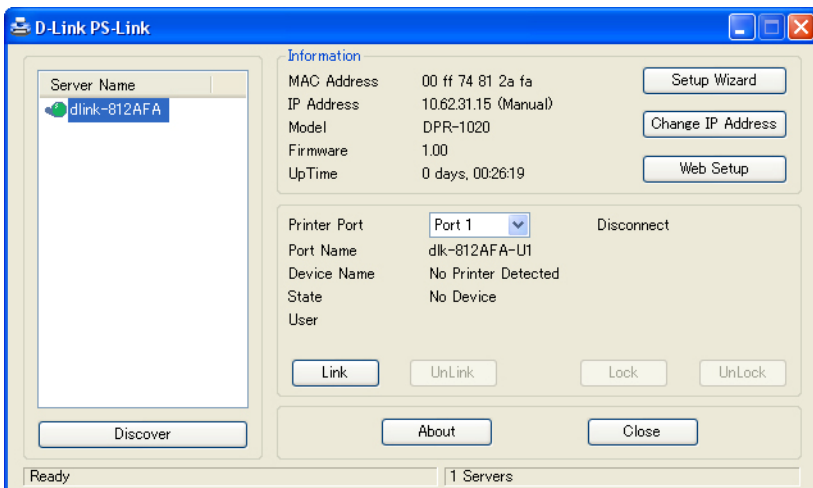 D-Link PS-Link
Server Name
dlink-812AFA
Discover
Information
MAC Address 00 ff 74 81 2a fa
IP Address 10.62.31.15 (Manual)
Model DPR-1020
Firmware 1.00
UpTime 0 days, 00:26:19
Setup Wizard
Change IP Address
Web Setup
Printer Port Port 1 Disconnect
Port Name dlk-812AFA-U1
Device Name No Printer Detected
State No Device
User
Link UnLink Lock UnLock
About Close
Ready 1 Servers